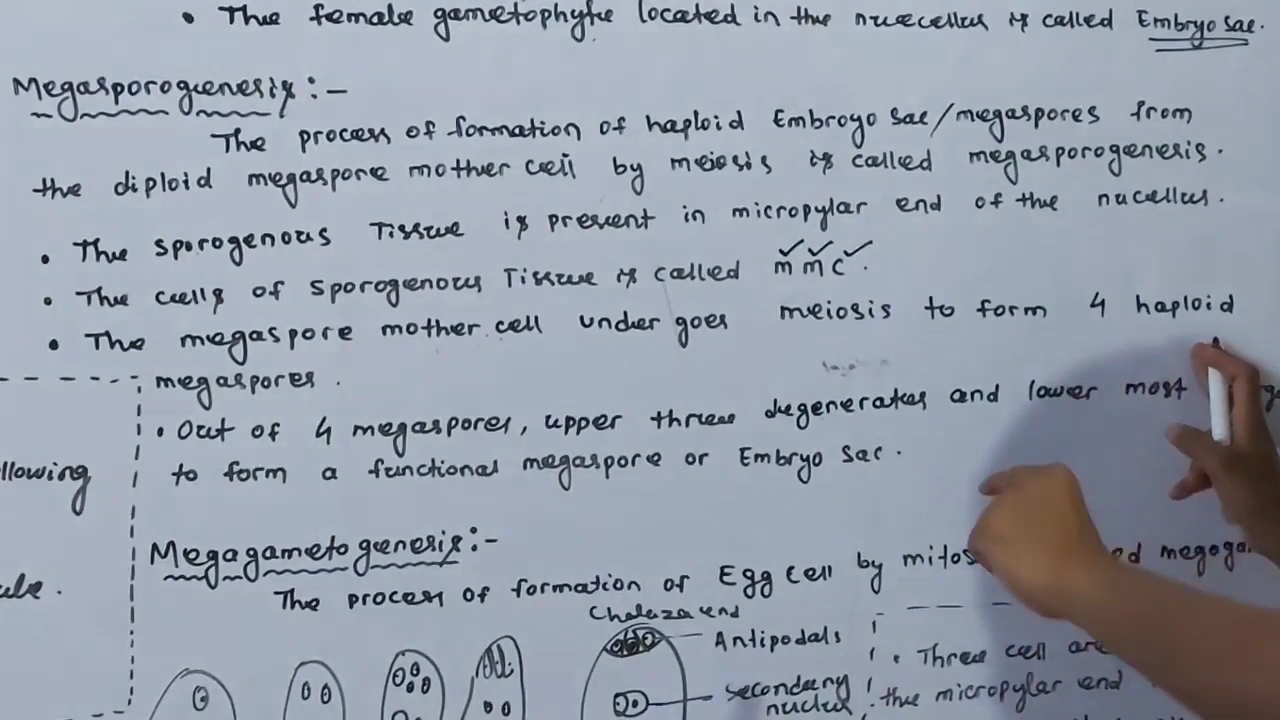 • The female gametophyte located in the nucellus is called Embryo sac.
Megasporogenesis :-
The process of formation of haploid Embroyo sac/megaspores from
the diploid megaspore mother cell by meiosis is called megasporogenesis.
• The sporogenous Tissue is present in micropylar end of the nucellus.
• The cells of sporogenous Tissue is called m m c.
• The megaspore mother cell under goes meiosis to form 4 haploid
megaspores.
• Out of 4 megaspores, upper three degenerates and lower most
llowing
to form a functional megaspore or Embryo sac.
Megagametogenesis :-
ule.
The process of formation of Egg cell by mitos
Chalaza end
Antipodals
• Three cell are
secondary
nucleus
the micropylar end